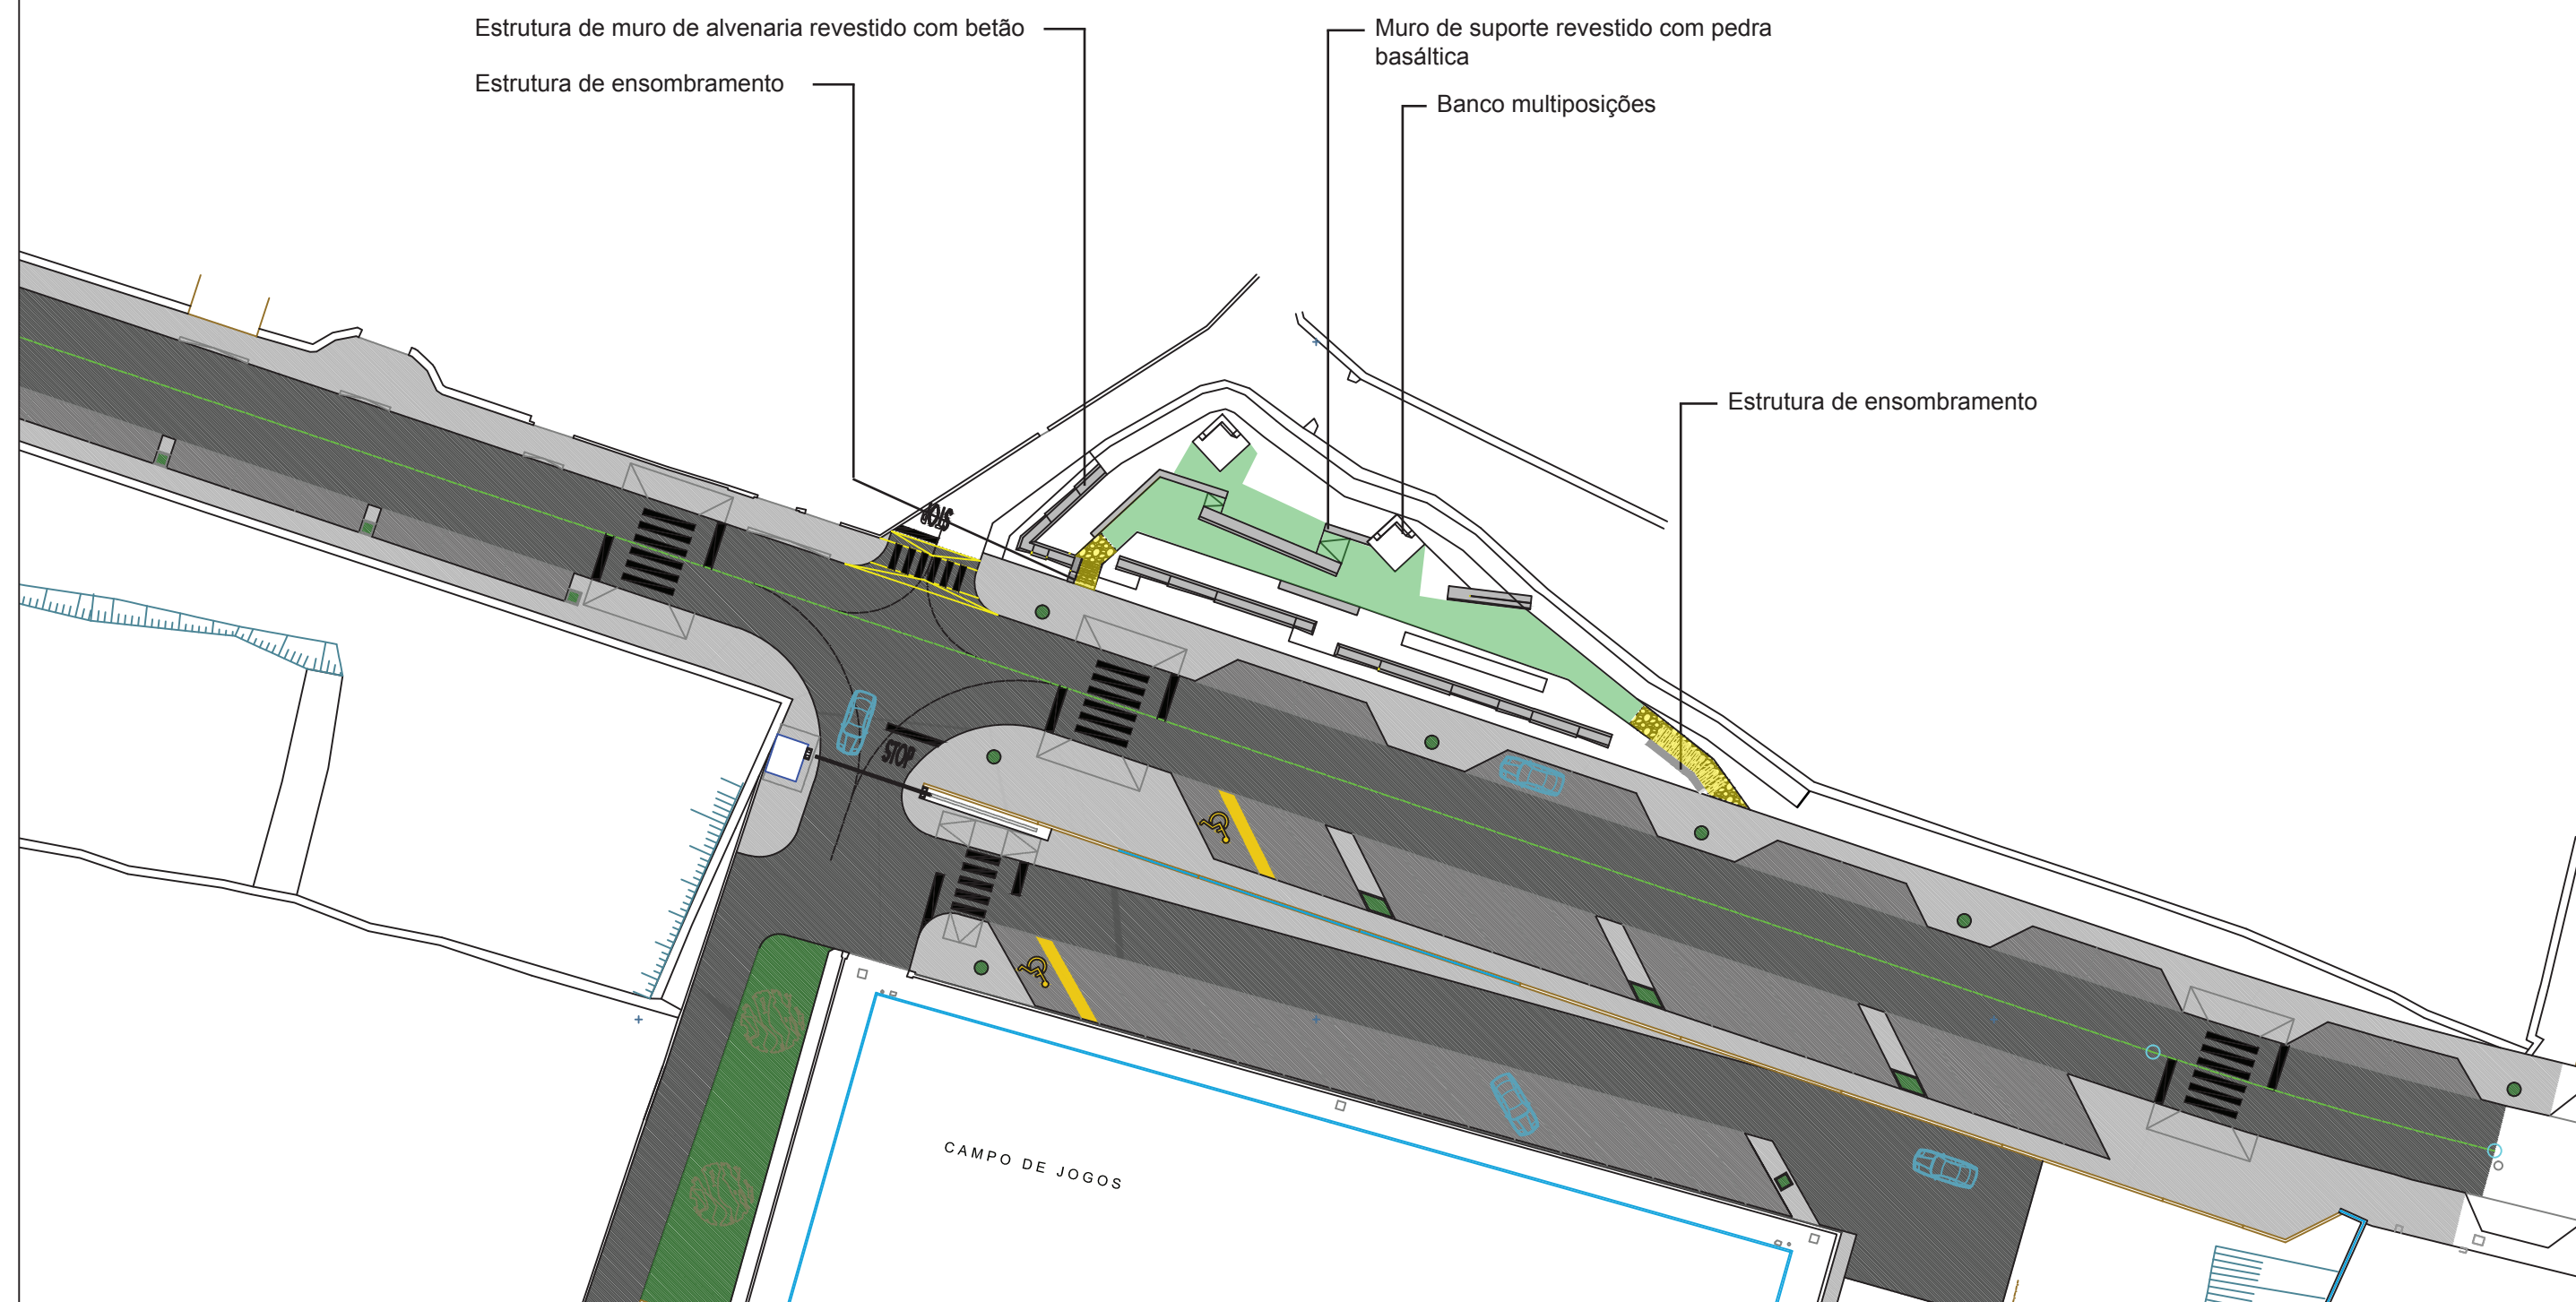 Estrutura de muro de alvenaria revestido com betão
Muro de suporte revestido com pedra
basáltica
Estrutura de ensombramento
Banco multiposições
Estrutura de ensombramento
STOP
STOP
CAMPO DE JOGOS